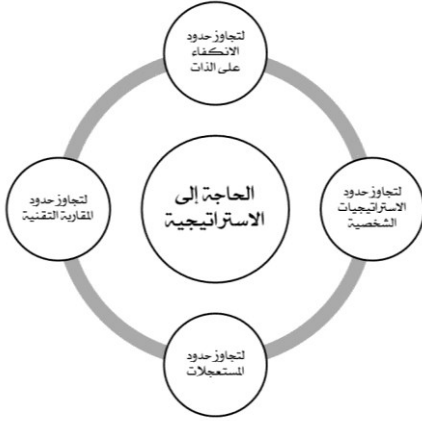 لتجاوز حدود
الانكفاء
على الذات
الحاجة إلى
الاستراتيجية
لتجاوز حدود
الاستراتيجيات
الشخصية
لتجاوز حدود
المقاربة التقنية
لتجاوز حدود
المستعجلات